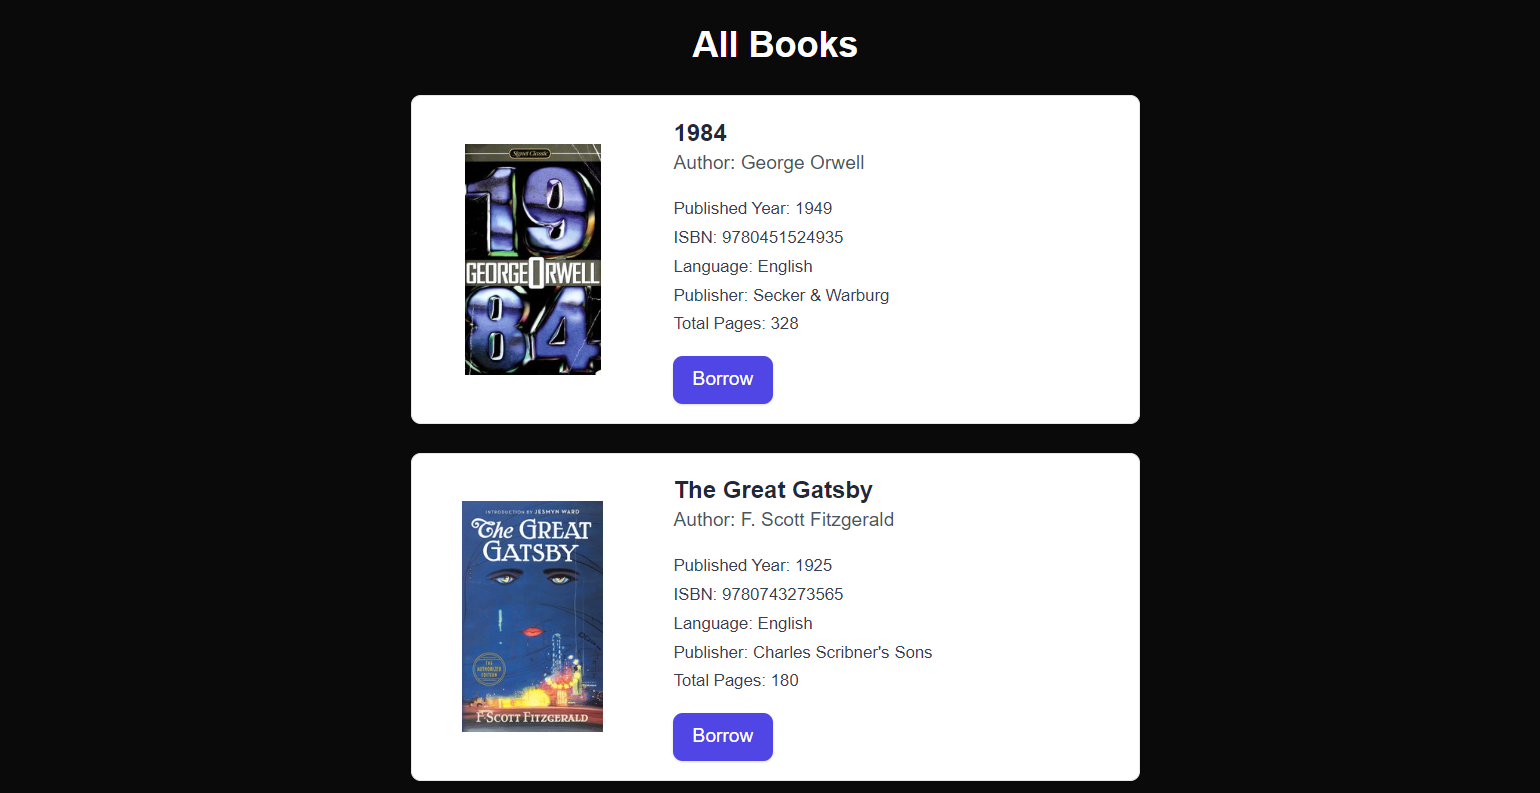 All Books
1984
Author: George Orwell
Published Year: 1949
ISBN: 9780451524935
Language: English
Publisher: Secker & Warburg
Total Pages: 328
Borrow
Signet Classic
19
GEORGE ORWELL
84
The Great Gatsby
Author: F. Scott Fitzgerald
Published Year: 1925
ISBN: 9780743273565
Language: English
Publisher: Charles Scribner's Sons
Total Pages: 180
Borrow
INTRODUCTION BY JESMYN WARD
The GREAT
GATSBY
THE
AUTHORIZED
EDITION
F. SCOTT FITZGERALD